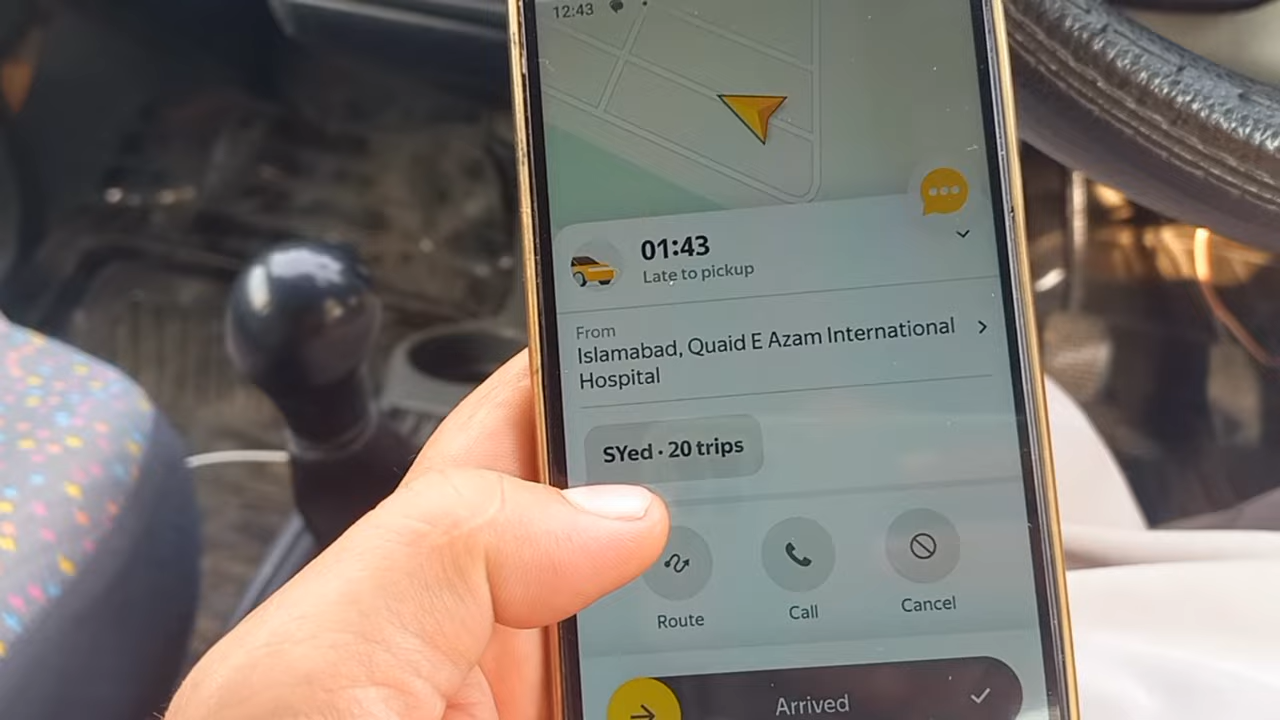 12:43
01:43
Late to pickup
From
Islamabad, Quaid E Azam International
Hospital
SYed · 20 trips
Route
Call
Cancel
Arrived